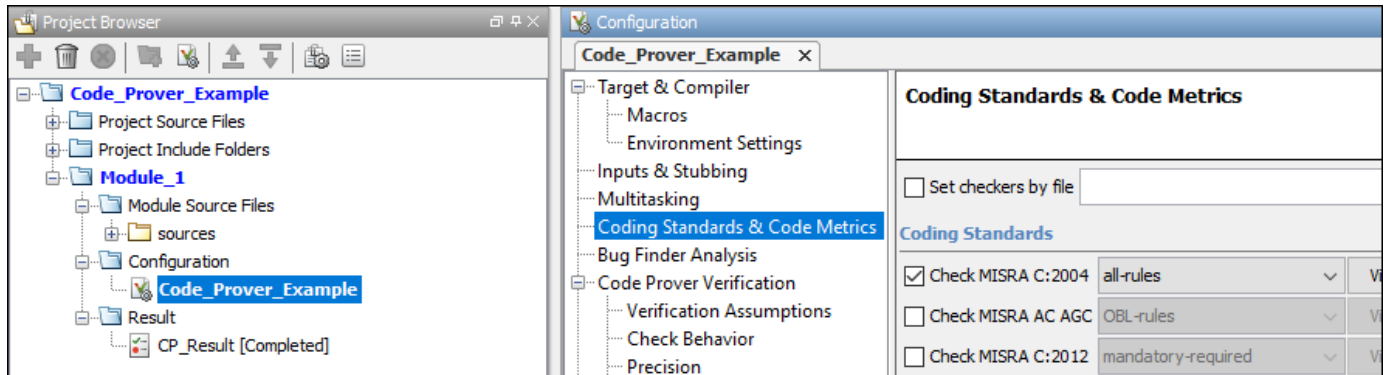 Project Browser
Code_Prover_Example
Project Source Files
Project Include Folders
Module_1
Module Source Files
sources
Configuration
Code_Prover_Example
Result
CP_Result [Completed]
Configuration
Code_Prover_Example X
Target & Compiler
Macros
Environment Settings
Inputs & Stubbing
Multitasking
Coding Standards & Code Metrics
Bug Finder Analysis
Code Prover Verification
Verification Assumptions
Check Behavior
Precision
Coding Standards & Code Metrics
Set checkers by file
Coding Standards
Check MISRA C:2004 all-rules Vi
Check MISRA AC AGC OBL-rules Vi
Check MISRA C:2012 mandatory-required Vi